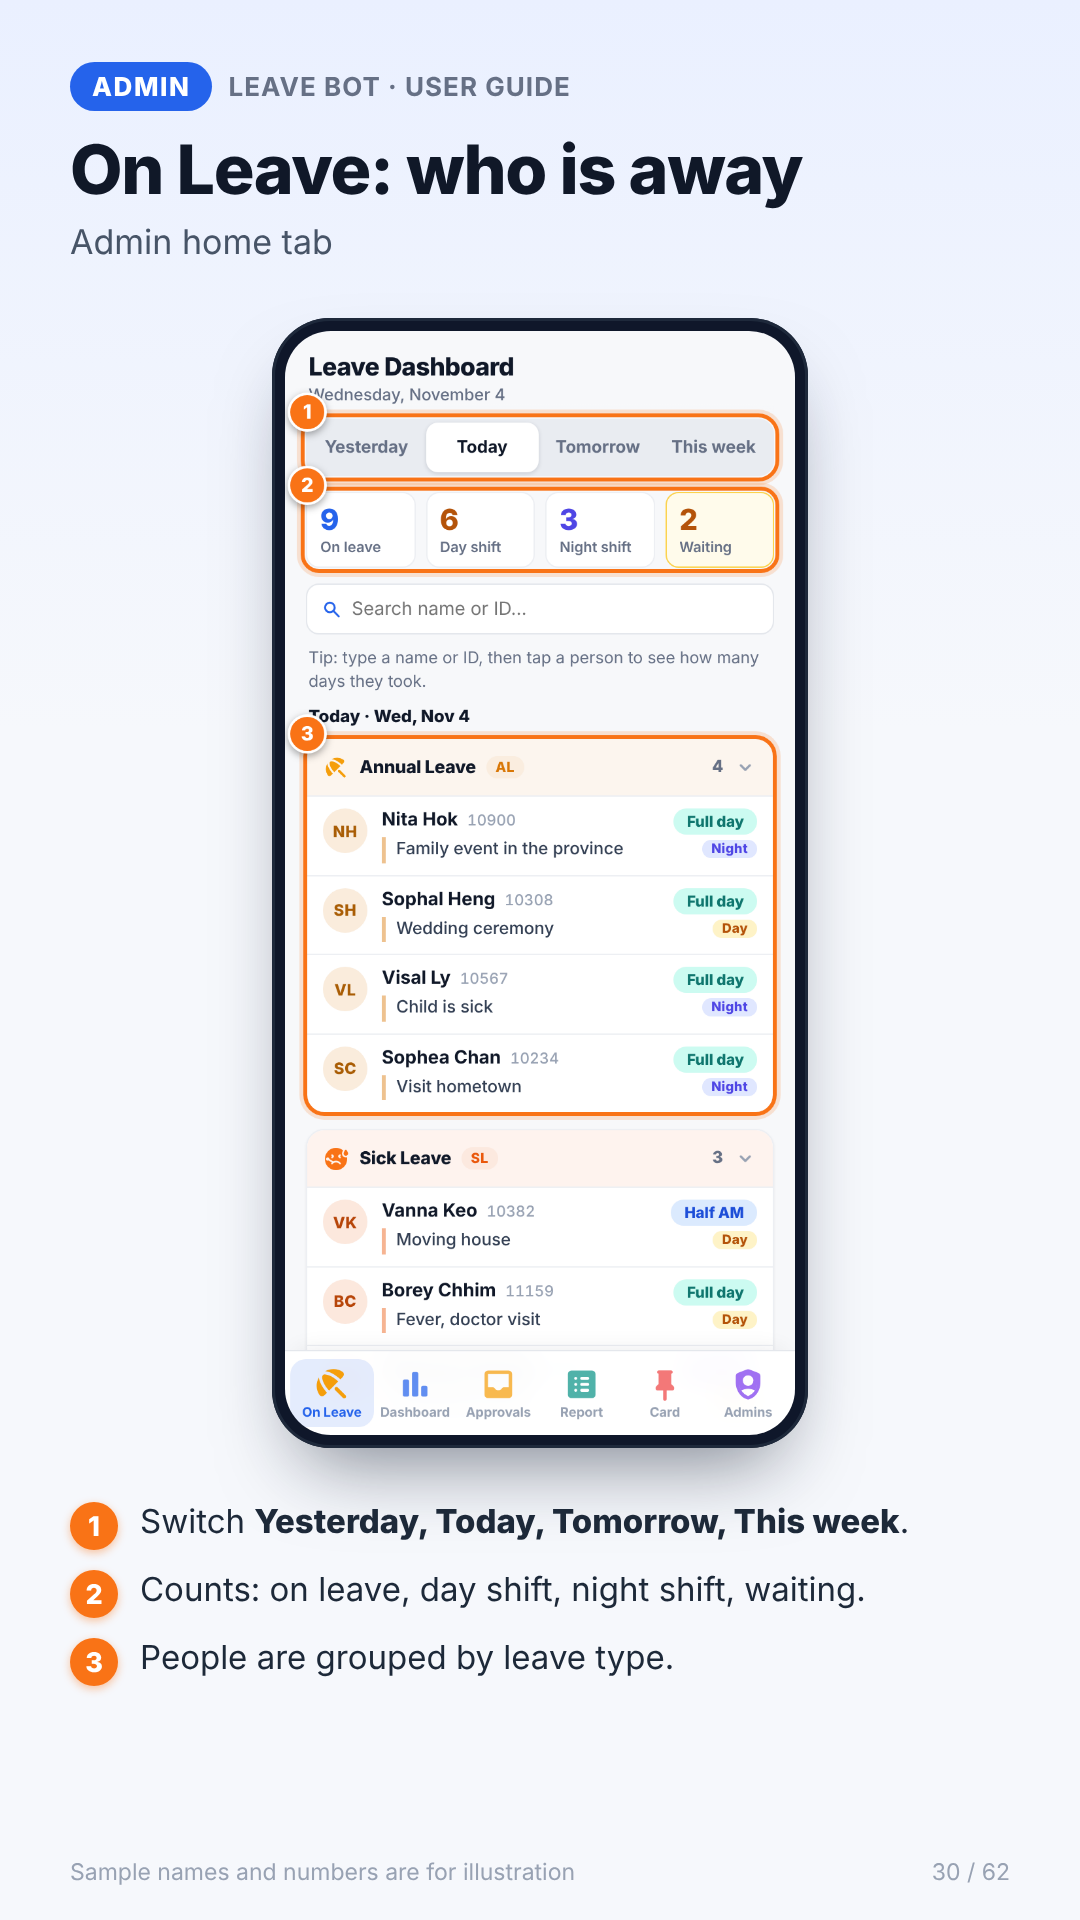 ADMIN LEAVE BOT · USER GUIDE
On Leave: who is away
Admin home tab
Leave Dashboard
Wednesday, November 4
1
Yesterday Today Tomorrow This week
2
9 6 3 2
On leave Day shift Night shift Waiting
Search name or ID...
Tip: type a name or ID, then tap a person to see how many
days they took.
Today · Wed, Nov 4
3
Annual Leave AL 4
NH Nita Hok 10900 Full day
Family event in the province Night
SH Sophal Heng 10308 Full day
Wedding ceremony Day
VL Visal Ly 10567 Full day
Child is sick Night
SC Sophea Chan 10234 Full day
Visit hometown Night
Sick Leave SL 3
VK Vanna Keo 10382 Half AM
Moving house Day
BC Borey Chhim 11159 Full day
Fever, doctor visit Day
On Leave Dashboard Approvals Report Card Admins
1 Switch Yesterday, Today, Tomorrow, This week.
2 Counts: on leave, day shift, night shift, waiting.
3 People are grouped by leave type.
Sample names and numbers are for illustration 30 / 62